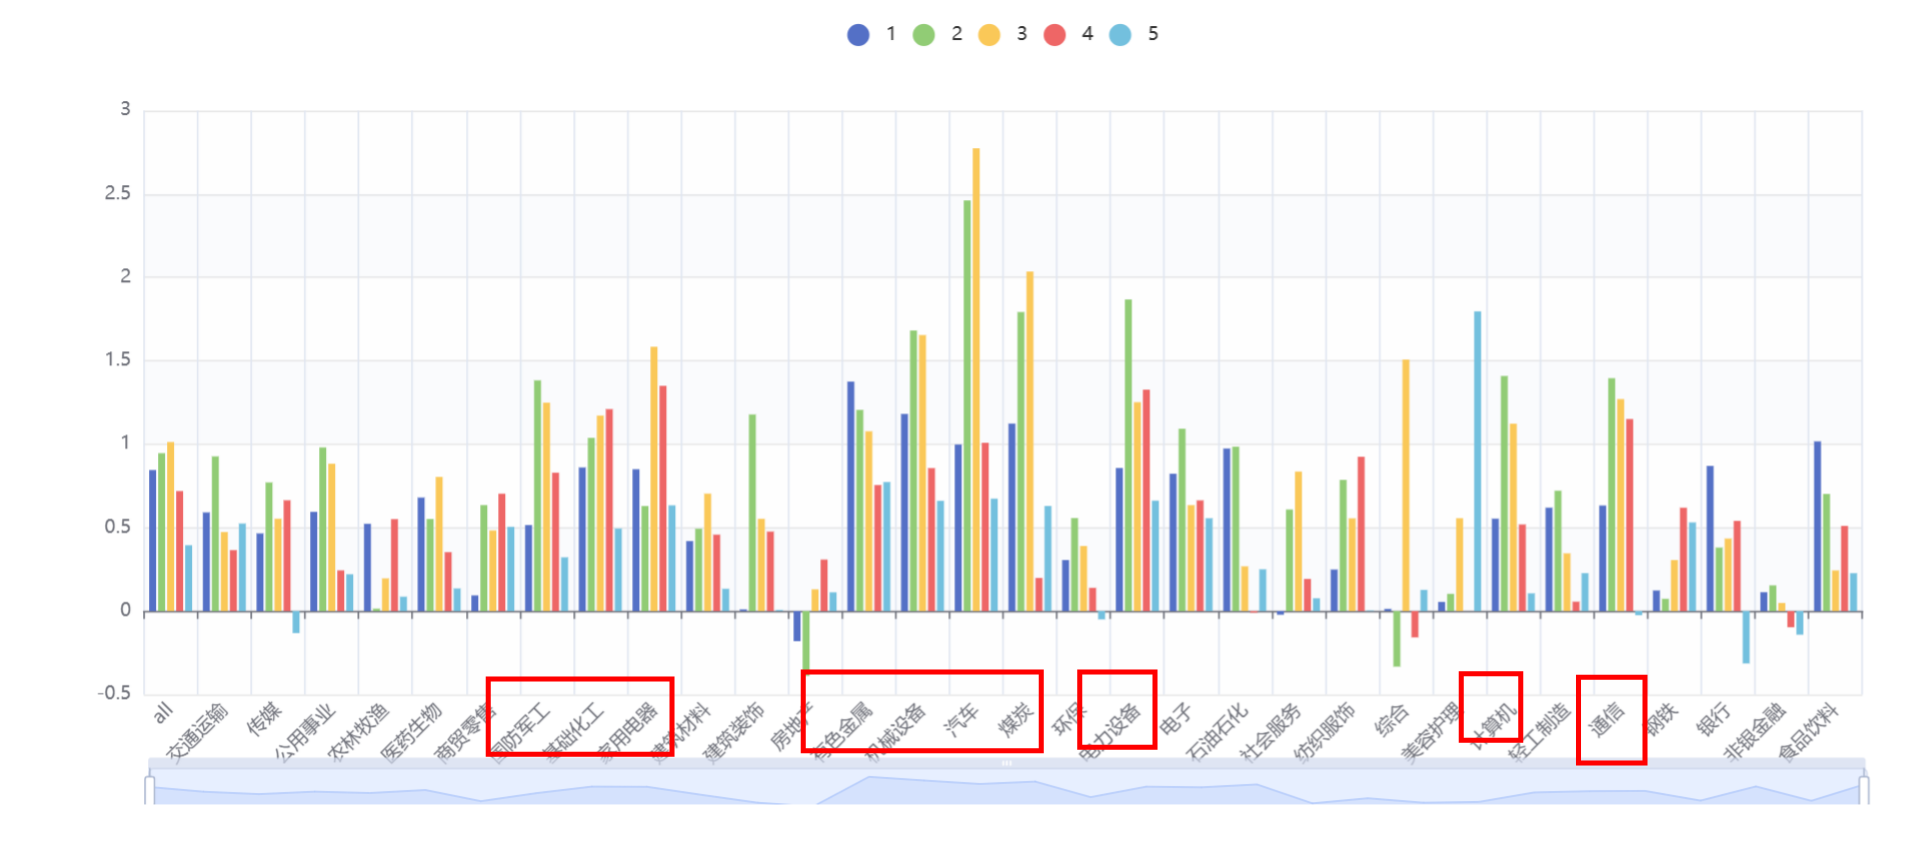 1 2 3 4 5
3
2.5
2
1.5
1
0.5
0
-0.5
all
交通运输
传媒
公用事业
农林牧渔
医药生物
商贸零售
国防军工
基础化工
家用电器
建筑材料
建筑装饰
房地产
有色金属
机械设备
汽车
煤炭
环保
电力设备
电子
石油石化
社会服务
纺织服饰
综合
美容护理
计算机
轻工制造
通信
钢铁
银行
非银金融
食品饮料